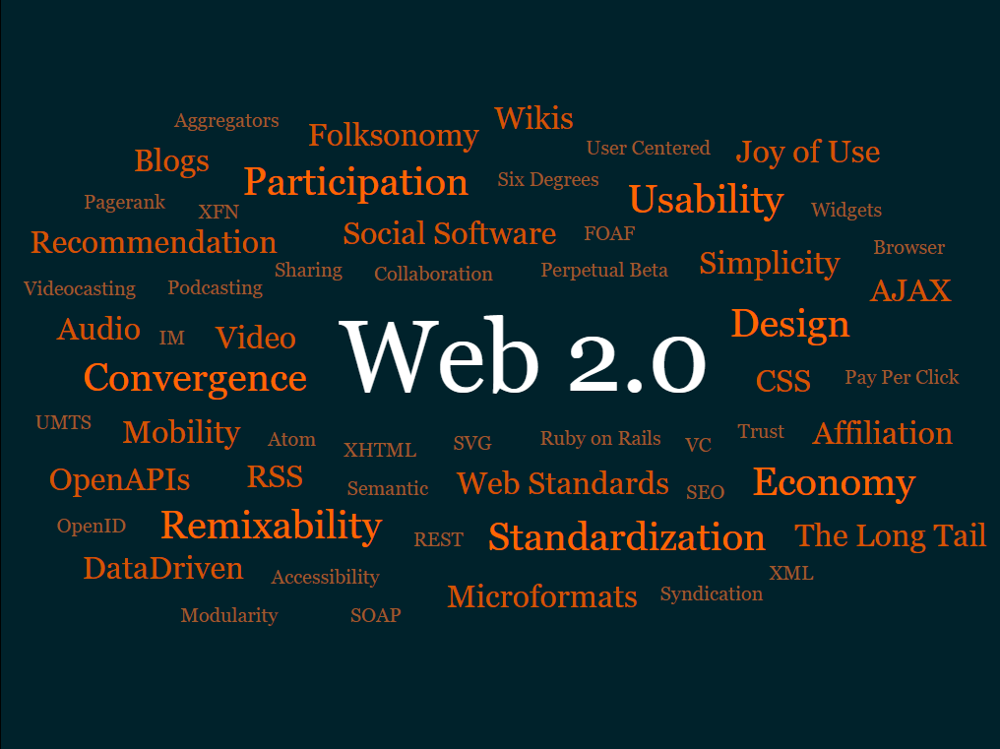 Wikis
Aggregators
Folksonomy
User Centered
Joy of Use
Blogs
Participation
Six Degrees
Usability
Pagerank
XFN
Widgets
Recommendation
Social Software
FOAF
Browser
Sharing
Collaboration
Perpetual Beta
Simplicity
Videocasting
Podcasting
AJAX
Audio
IM
Video
Web 2.0
Design
Convergence
CSS
Pay Per Click
UMTS
Mobility
Atom
XHTML
SVG
Ruby on Rails
VC
Trust
Affiliation
OpenAPIs
RSS
Semantic
Web Standards
SEO
Economy
OpenID
Remixability
REST
Standardization
The Long Tail
DataDriven
Accessibility
XML
Microformats
Syndication
Modularity
SOAP